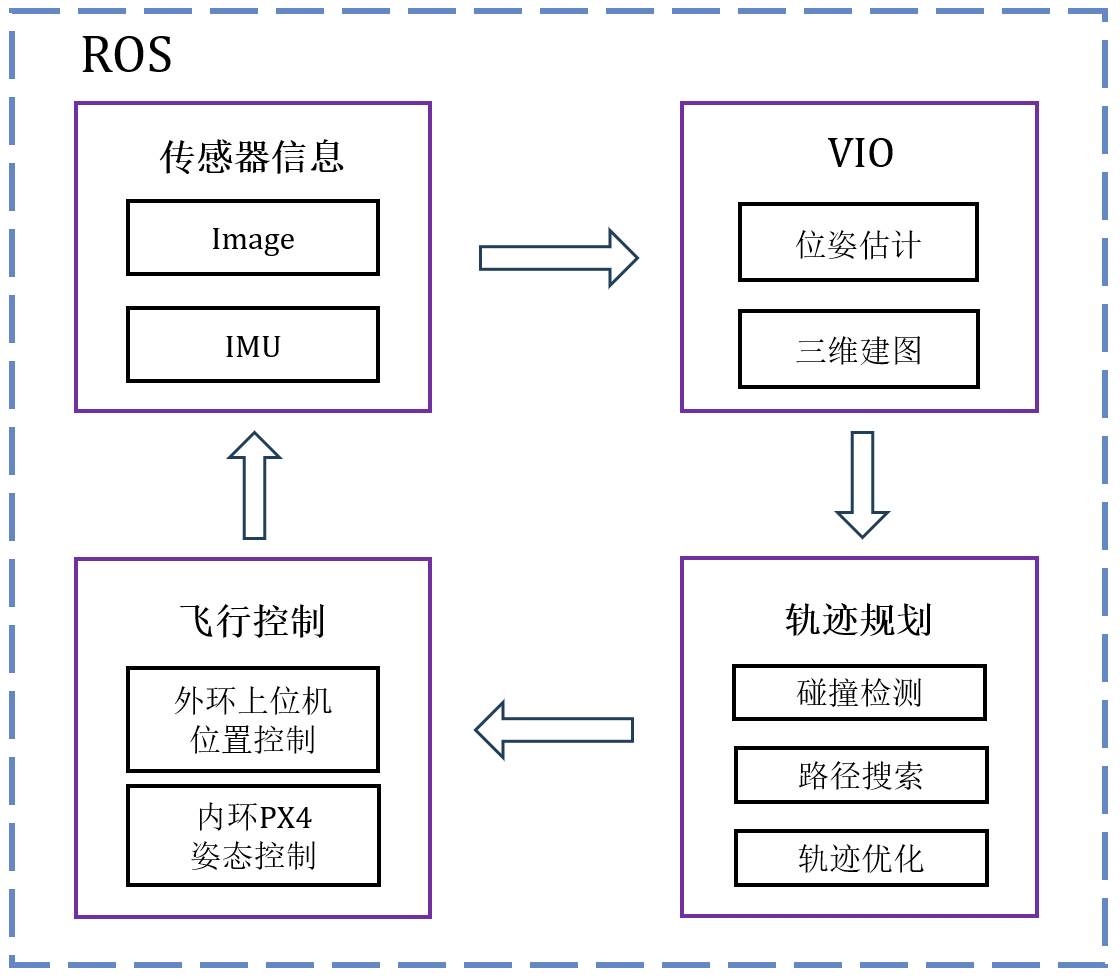 ROS
传感器信息
Image
IMU
VIO
位姿估计
三维建图
飞行控制
外环上位机
位置控制
内环PX4
姿态控制
轨迹规划
碰撞检测
路径搜索
轨迹优化